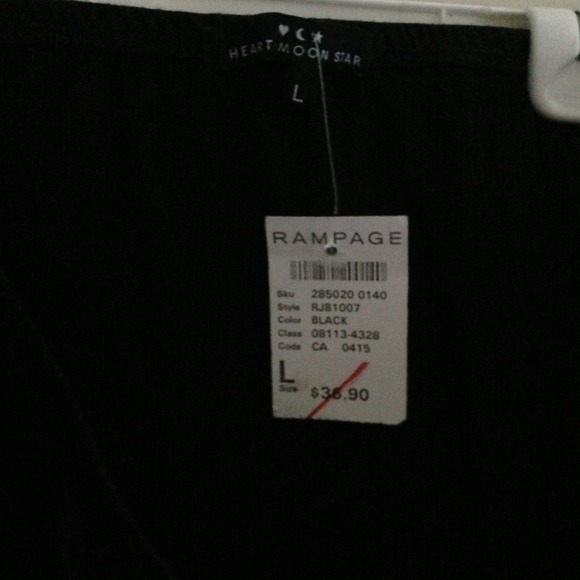 HEART MOON STAR
L
RAMPAGE
Sku 285020 0140
Style RJB1007
Color BLACK
Class 08113-4328
Code CA 0415
L
Size
$36.90